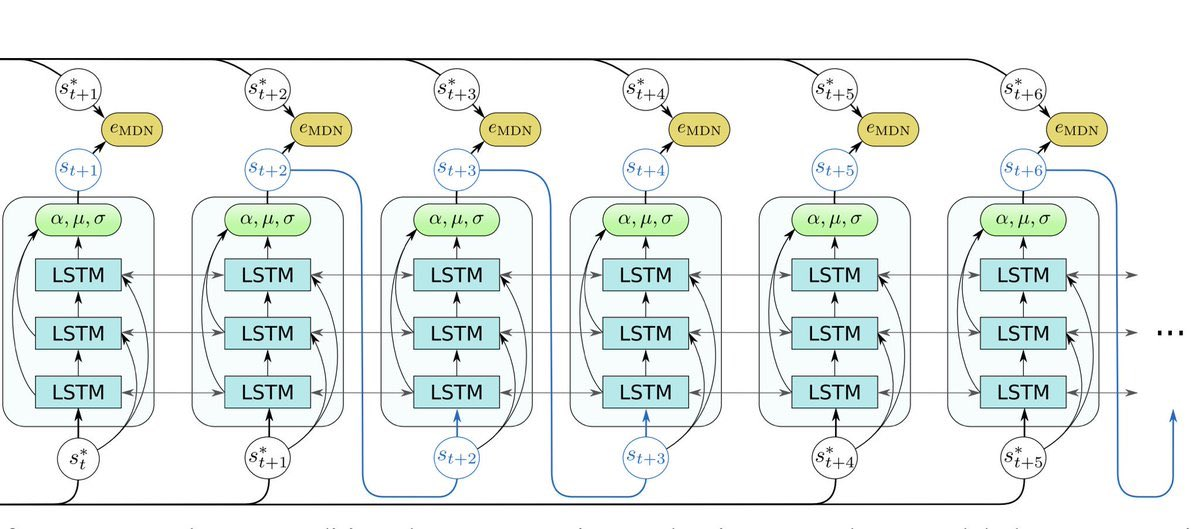 s*t+1 s*t+2 s*t+3 s*t+4 s*t+5 s*t+6
eMDN eMDN eMDN eMDN eMDN eMDN
st+1 st+2 st+3 st+4 st+5 st+6
α, μ, σ α, μ, σ α, μ, σ α, μ, σ α, μ, σ α, μ, σ
LSTM LSTM LSTM LSTM LSTM LSTM
LSTM LSTM LSTM LSTM LSTM LSTM ...
LSTM LSTM LSTM LSTM LSTM LSTM
s*t s*t+1 st+2 st+3 s*t+4 s*t+5